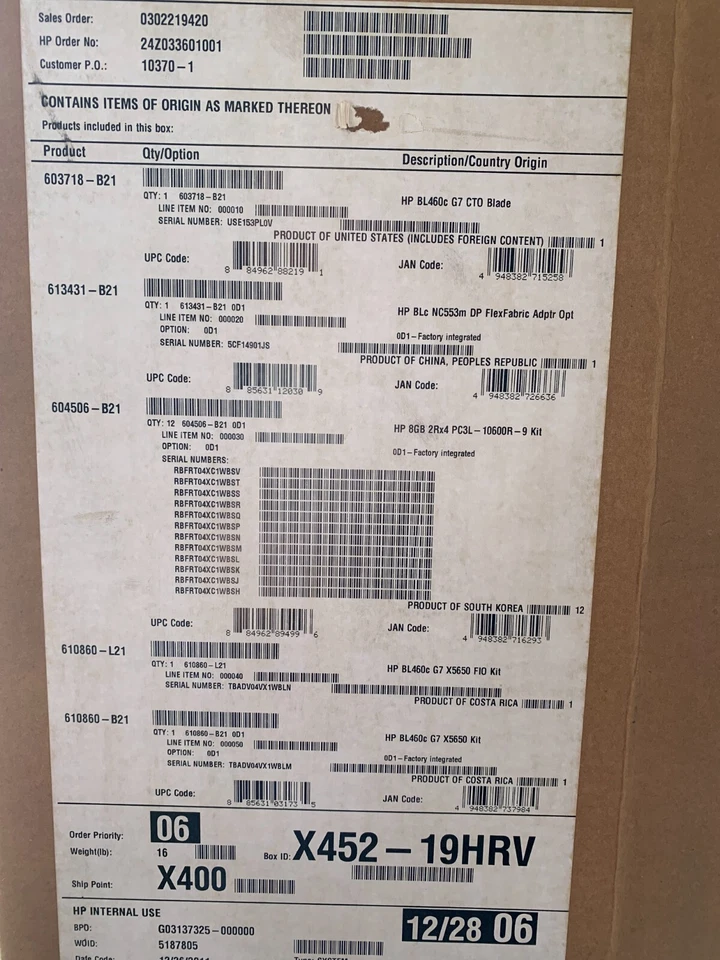 Sales Order: 0302219420
HP Order No: 24Z033601001
Customer P.O.: 10370-1
CONTAINS ITEMS OF ORIGIN AS MARKED THEREON
Products included in this box:
Product Qty/Option Description/Country Origin
603718-B21
QTY: 1 603718-B21 HP BL460c G7 CTO Blade
LINE ITEM NO: 000010
SERIAL NUMBER: USE153PL0V
PRODUCT OF UNITED STATES (INCLUDES FOREIGN CONTENT) 1
UPC Code: 8 84962 88219 1 JAN Code: 4 948382 715258
613431-B21
QTY: 1 613431-B21 0D1 HP BLc NC553m DP FlexFabric Adptr Opt
LINE ITEM NO: 000020
OPTION: 0D1 0D1-Factory integrated
SERIAL NUMBER: 5CF14901JS
PRODUCT OF CHINA, PEOPLES REPUBLIC 1
UPC Code: 8 85631 12030 9 JAN Code: 4 948382 726636
604506-B21
QTY: 12 604506-B21 0D1 HP 8GB 2Rx4 PC3L-10600R-9 Kit
LINE ITEM NO: 000030
OPTION: 0D1 0D1-Factory integrated
SERIAL NUMBERS:
RBFRT04XC1WBSV
RBFRT04XC1WBST
RBFRT04XC1WBSS
RBFRT04XC1WBSR
RBFRT04XC1WBSQ
RBFRT04XC1WBSP
RBFRT04XC1WBSN
RBFRT04XC1WBSM
RBFRT04XC1WBSL
RBFRT04XC1WBSK
RBFRT04XC1WBSJ
RBFRT04XC1WBSH
PRODUCT OF SOUTH KOREA 12
UPC Code: 8 84962 89499 6 JAN Code: 4 948382 716293
610860-L21
QTY: 1 610860-L21 HP BL460c G7 X5650 FIO Kit
LINE ITEM NO: 000040
SERIAL NUMBER: TBADV04VX1WBLN
PRODUCT OF COSTA RICA 1
610860-B21
QTY: 1 610860-B21 0D1 HP BL460c G7 X5650 Kit
LINE ITEM NO: 000050
OPTION: 0D1 0D1-Factory integrated
SERIAL NUMBER: TBADV04VX1WBLM
PRODUCT OF COSTA RICA 1
UPC Code: 8 85631 03173 5 JAN Code: 4 948382 737984
Order Priority: 06
Weight(lb): 16 Box ID: X452-19HRV
Ship Point: X400
HP INTERNAL USE 12/28 06
BPO: G03137325-000000
WOID: 5187805
Date Code: 12/26/2011 Type: SYSTEM